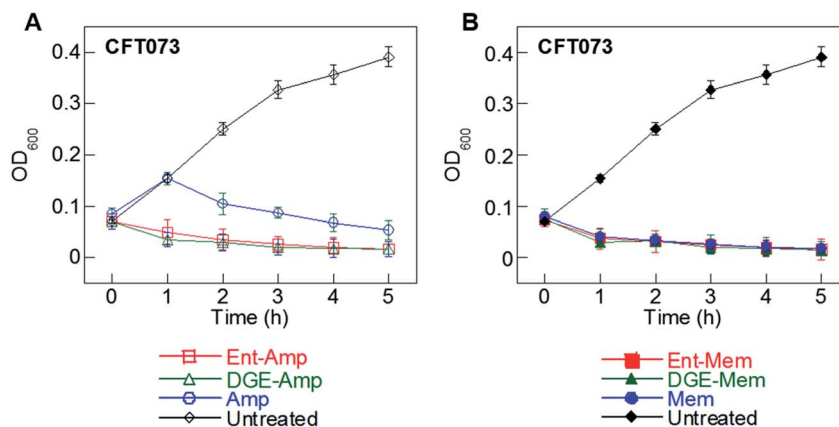 A
CFT073
OD600
0.4
0.3
0.2
0.1
0
0 1 2 3 4 5
Time (h)
Ent-Amp
DGE-Amp
Amp
Untreated
B
CFT073
OD600
0.4
0.3
0.2
0.1
0
0 1 2 3 4 5
Time (h)
Ent-Mem
DGE-Mem
Mem
Untreated